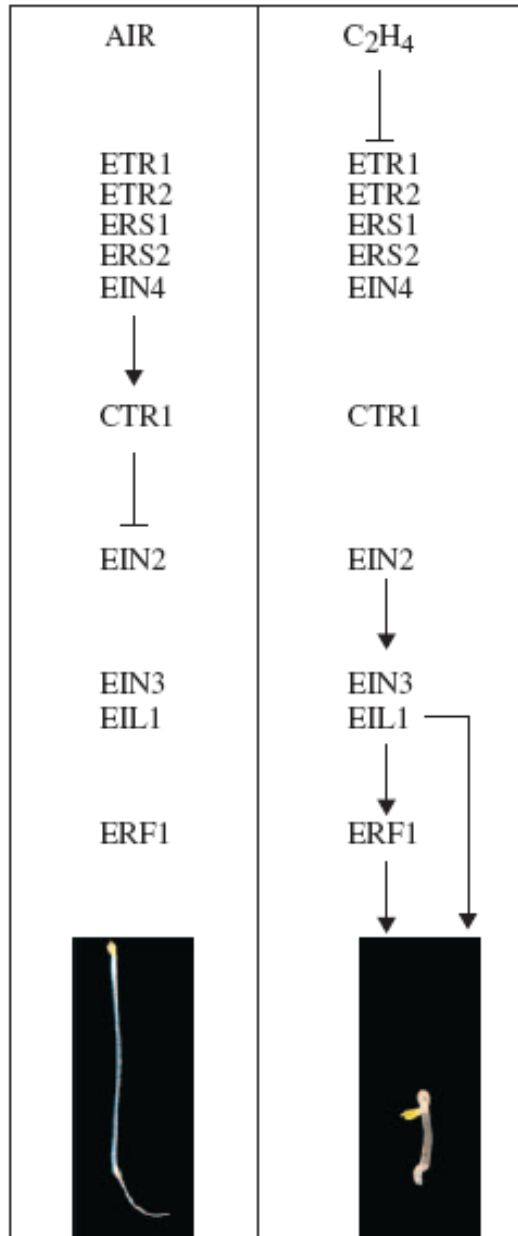 AIR
ETR1
ETR2
ERS1
ERS2
EIN4
CTR1
EIN2
EIN3
EIL1
ERF1
C₂H₄
ETR1
ETR2
ERS1
ERS2
EIN4
CTR1
EIN2
EIN3
EIL1
ERF1